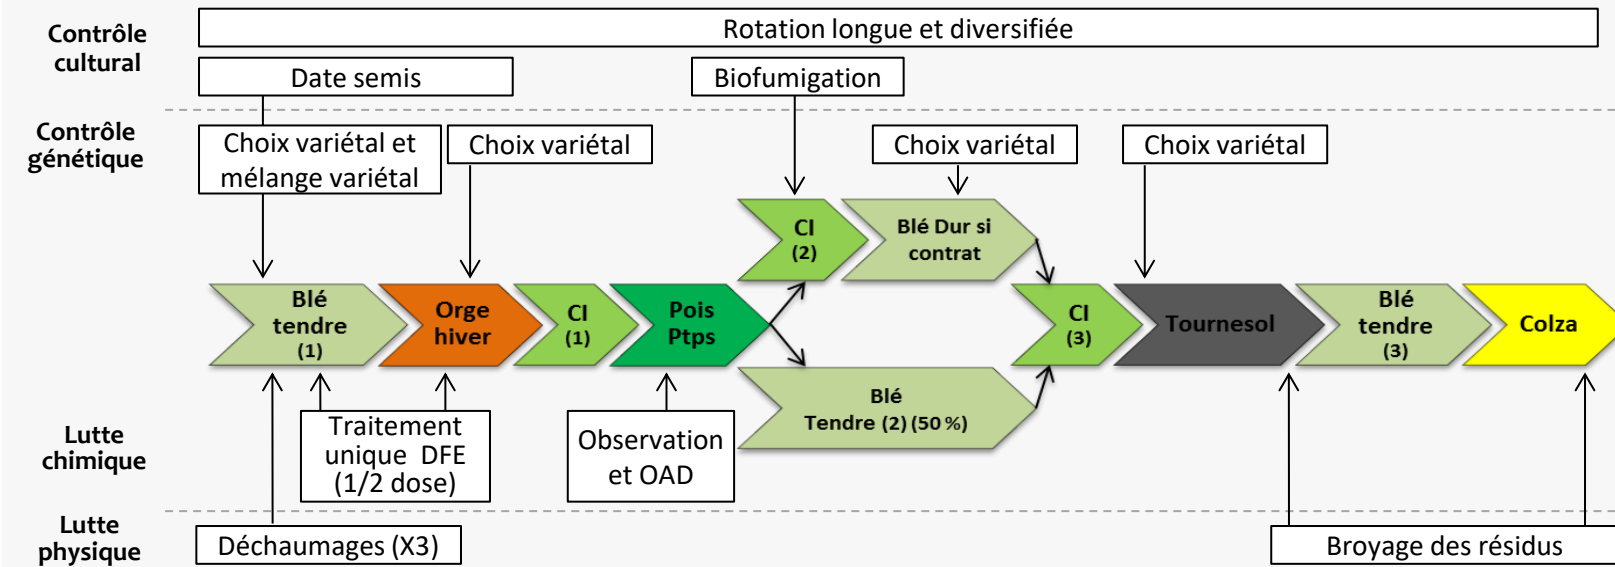 Contrôle
cultural
Rotation longue et diversifiée
Date semis
Biofumigation
Contrôle
génétique
Choix variétal et
mélange variétal
Choix variétal
Choix variétal
Choix variétal
CI
(2)
Blé Dur si
contrat
Blé
tendre
(1)
Orge
hiver
CI
(1)
Pois
Ptps
CI
(3)
Tournesol
Blé
tendre
(3)
Colza
Blé
Tendre (2) (50 %)
Lutte
chimique
Traitement
unique DFE
(1/2 dose)
Observation
et OAD
Lutte
physique
Déchaumages (X3)
Broyage des résidus